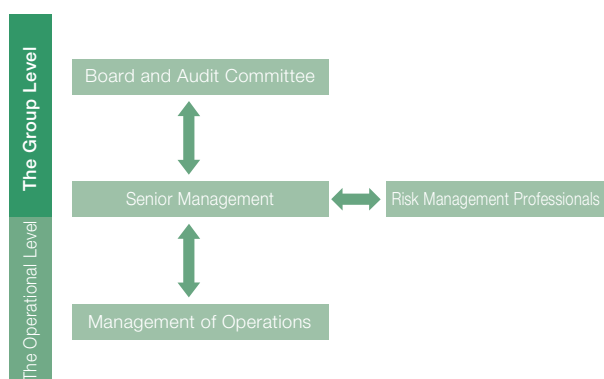 The Group Level
Board and Audit Committee
Senior Management
Risk Management Professionals
The Operational Level
Management of Operations